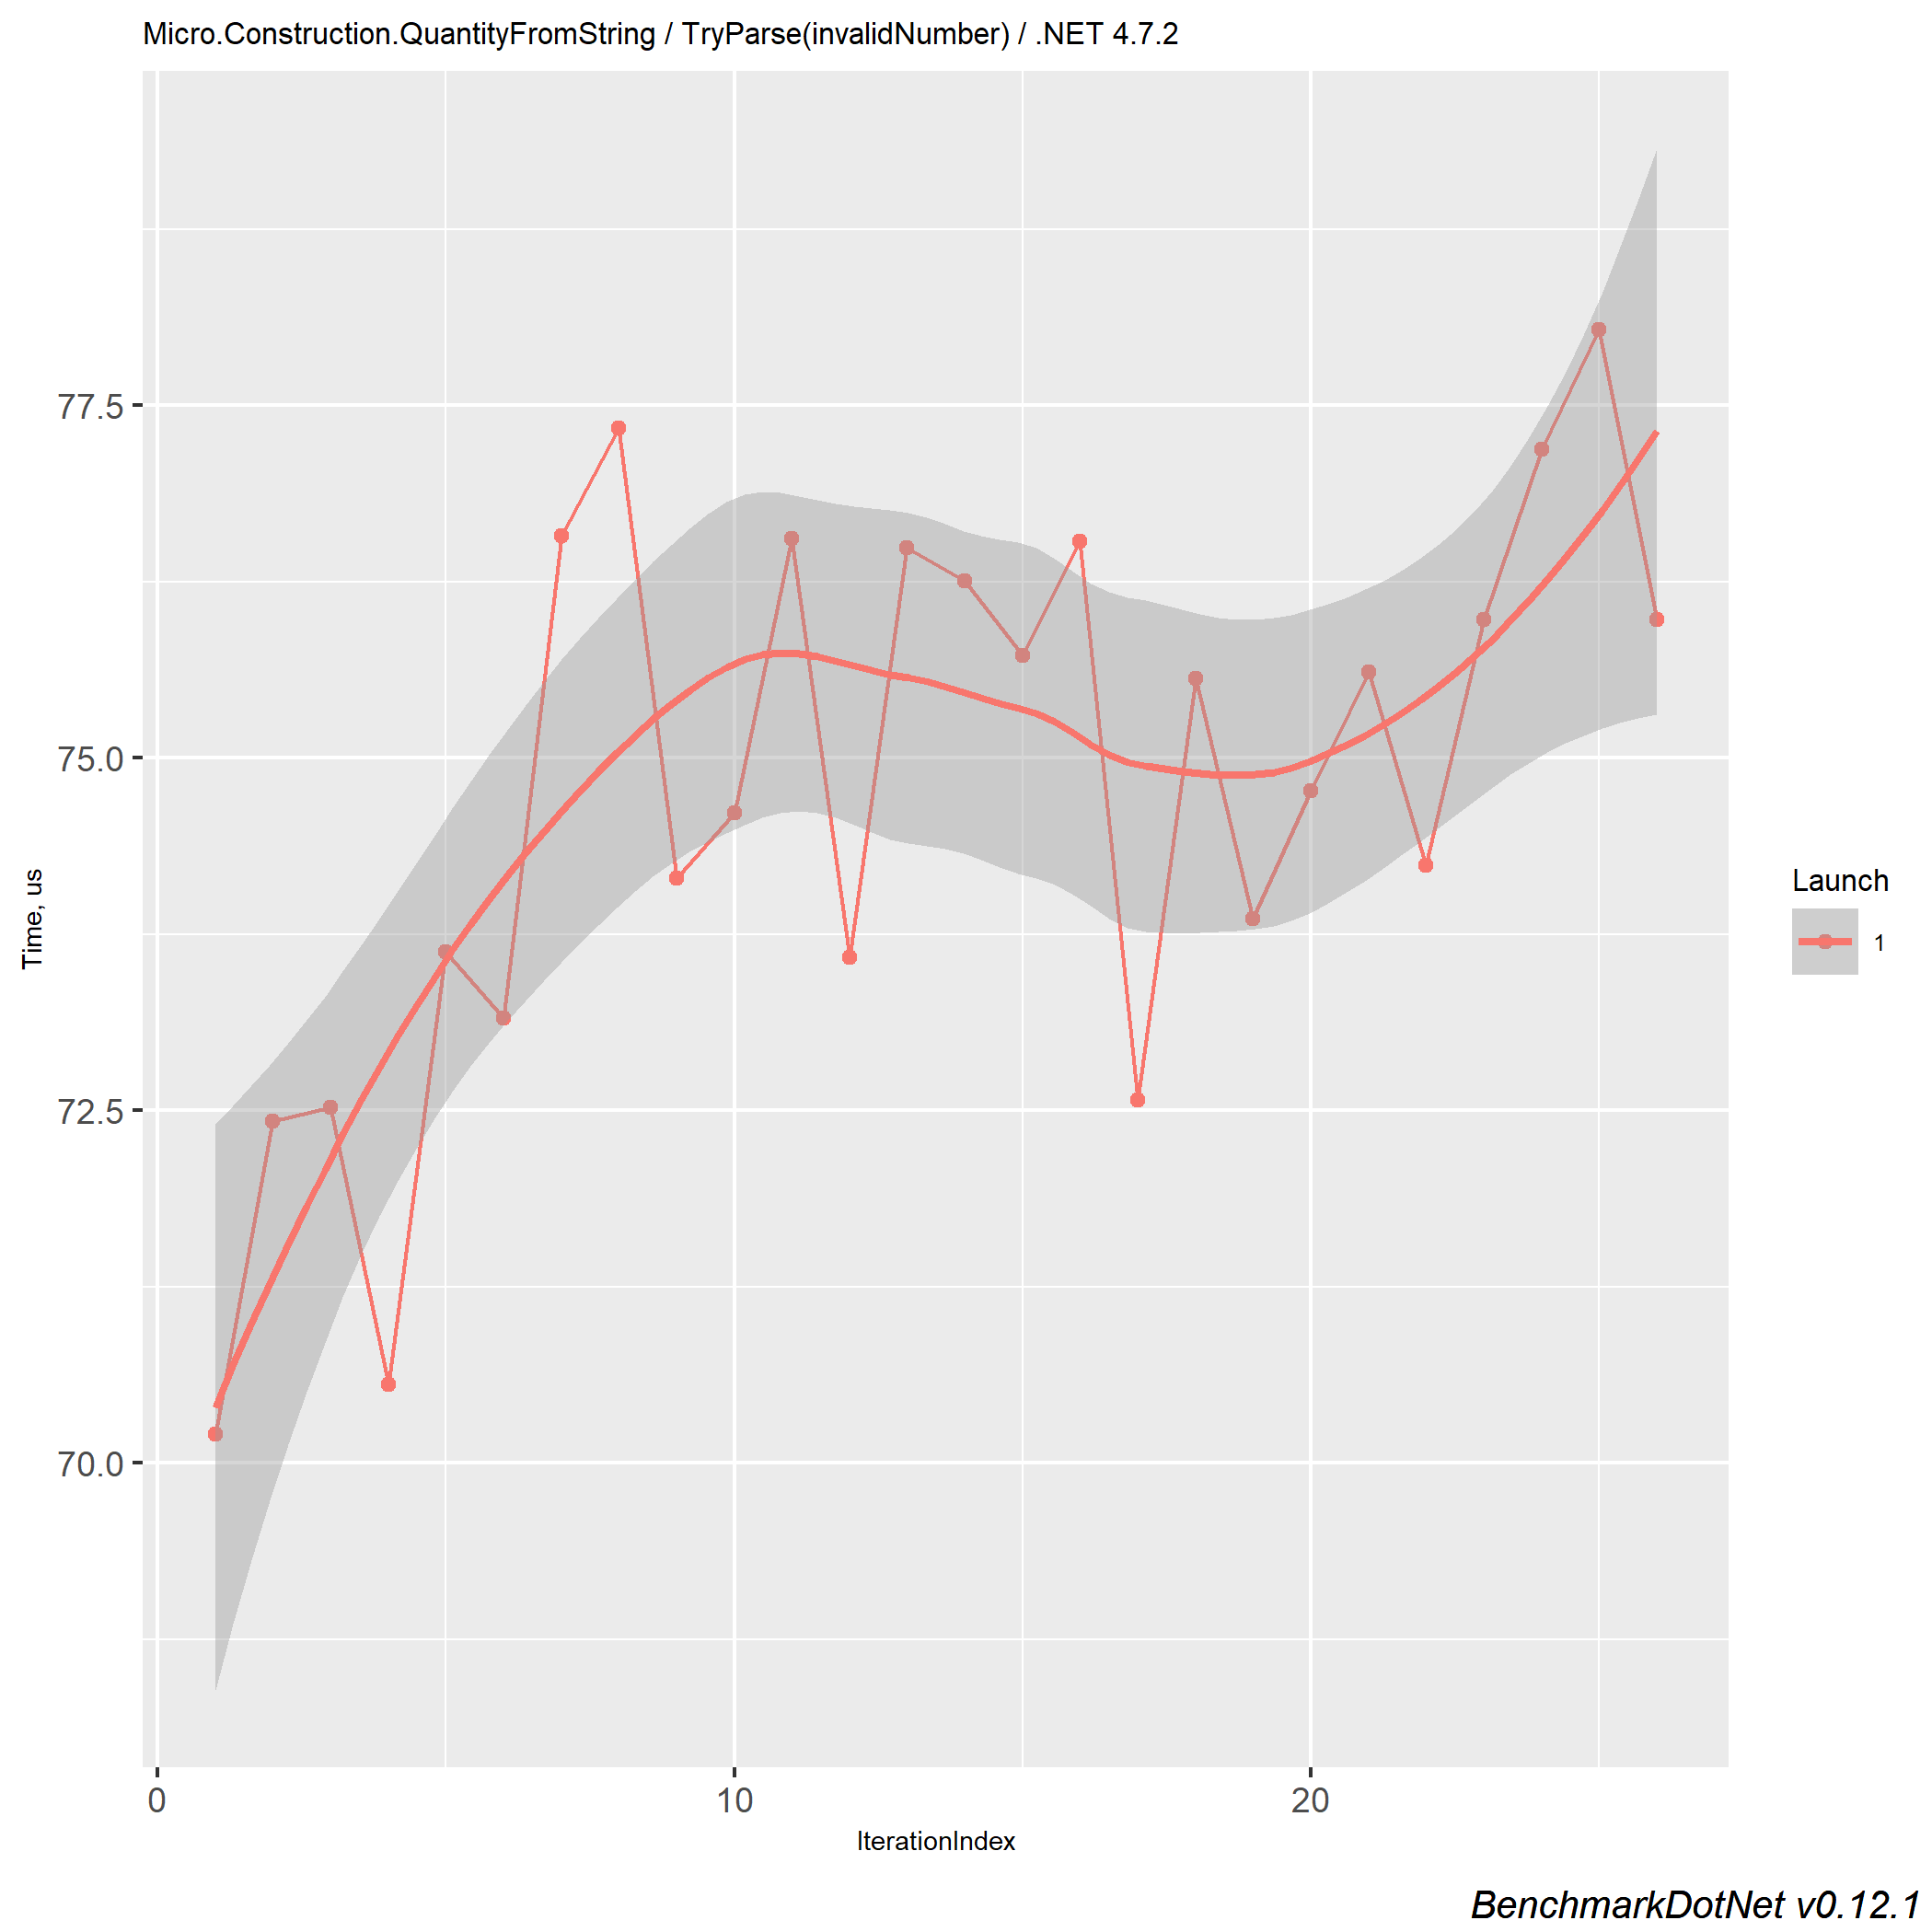 Micro.Construction.QuantityFromString / TryParse(invalidNumber) / .NET 4.7.2
77.5
75.0
72.5
70.0
Time, us
0
10
20
IterationIndex
Launch
1
BenchmarkDotNet v0.12.1